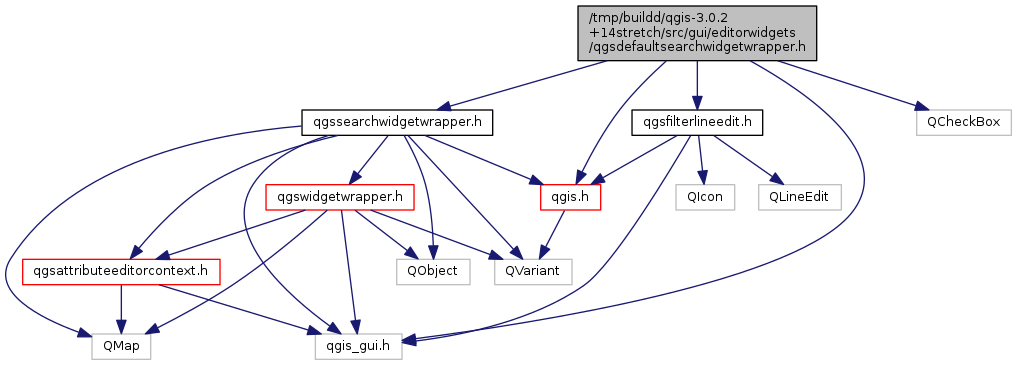 /tmp/buildd/qgis-3.0.2
+14stretch/src/gui/editorwidgets
/qgsdefaultsearchwidgetwrapper.h
qgssearchwidgetwrapper.h
qgsfilterlineedit.h
QCheckBox
qgswidgetwrapper.h
qgis.h
QIcon
QLineEdit
qgsattributeeditorcontext.h
QObject
QVariant
QMap
qgis_gui.h